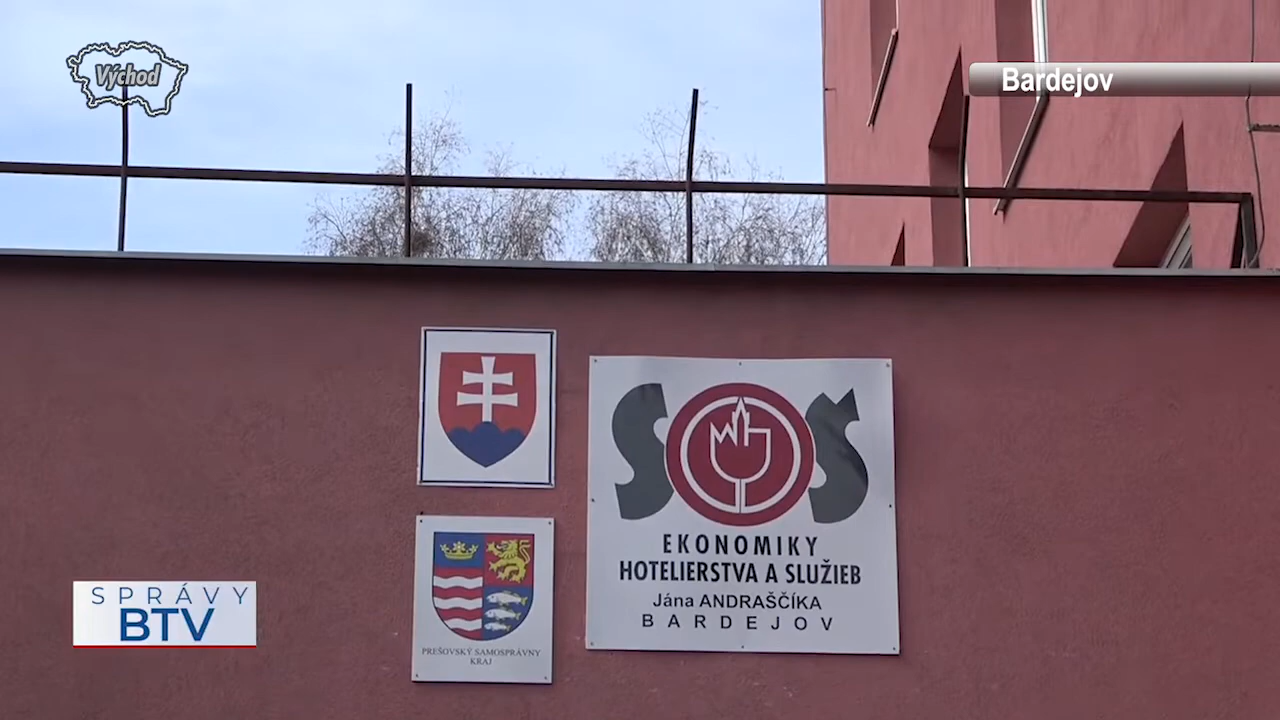 Východ
Bardejov
SOŠ
EKONOMIKY
HOTELIERSTVA A SLUŽIEB
Jána ANDRAŠČÍKA
BARDEJOV
PREŠOVSKÝ SAMOSPRÁVNY
KRAJ
SPRÁVY
BTV